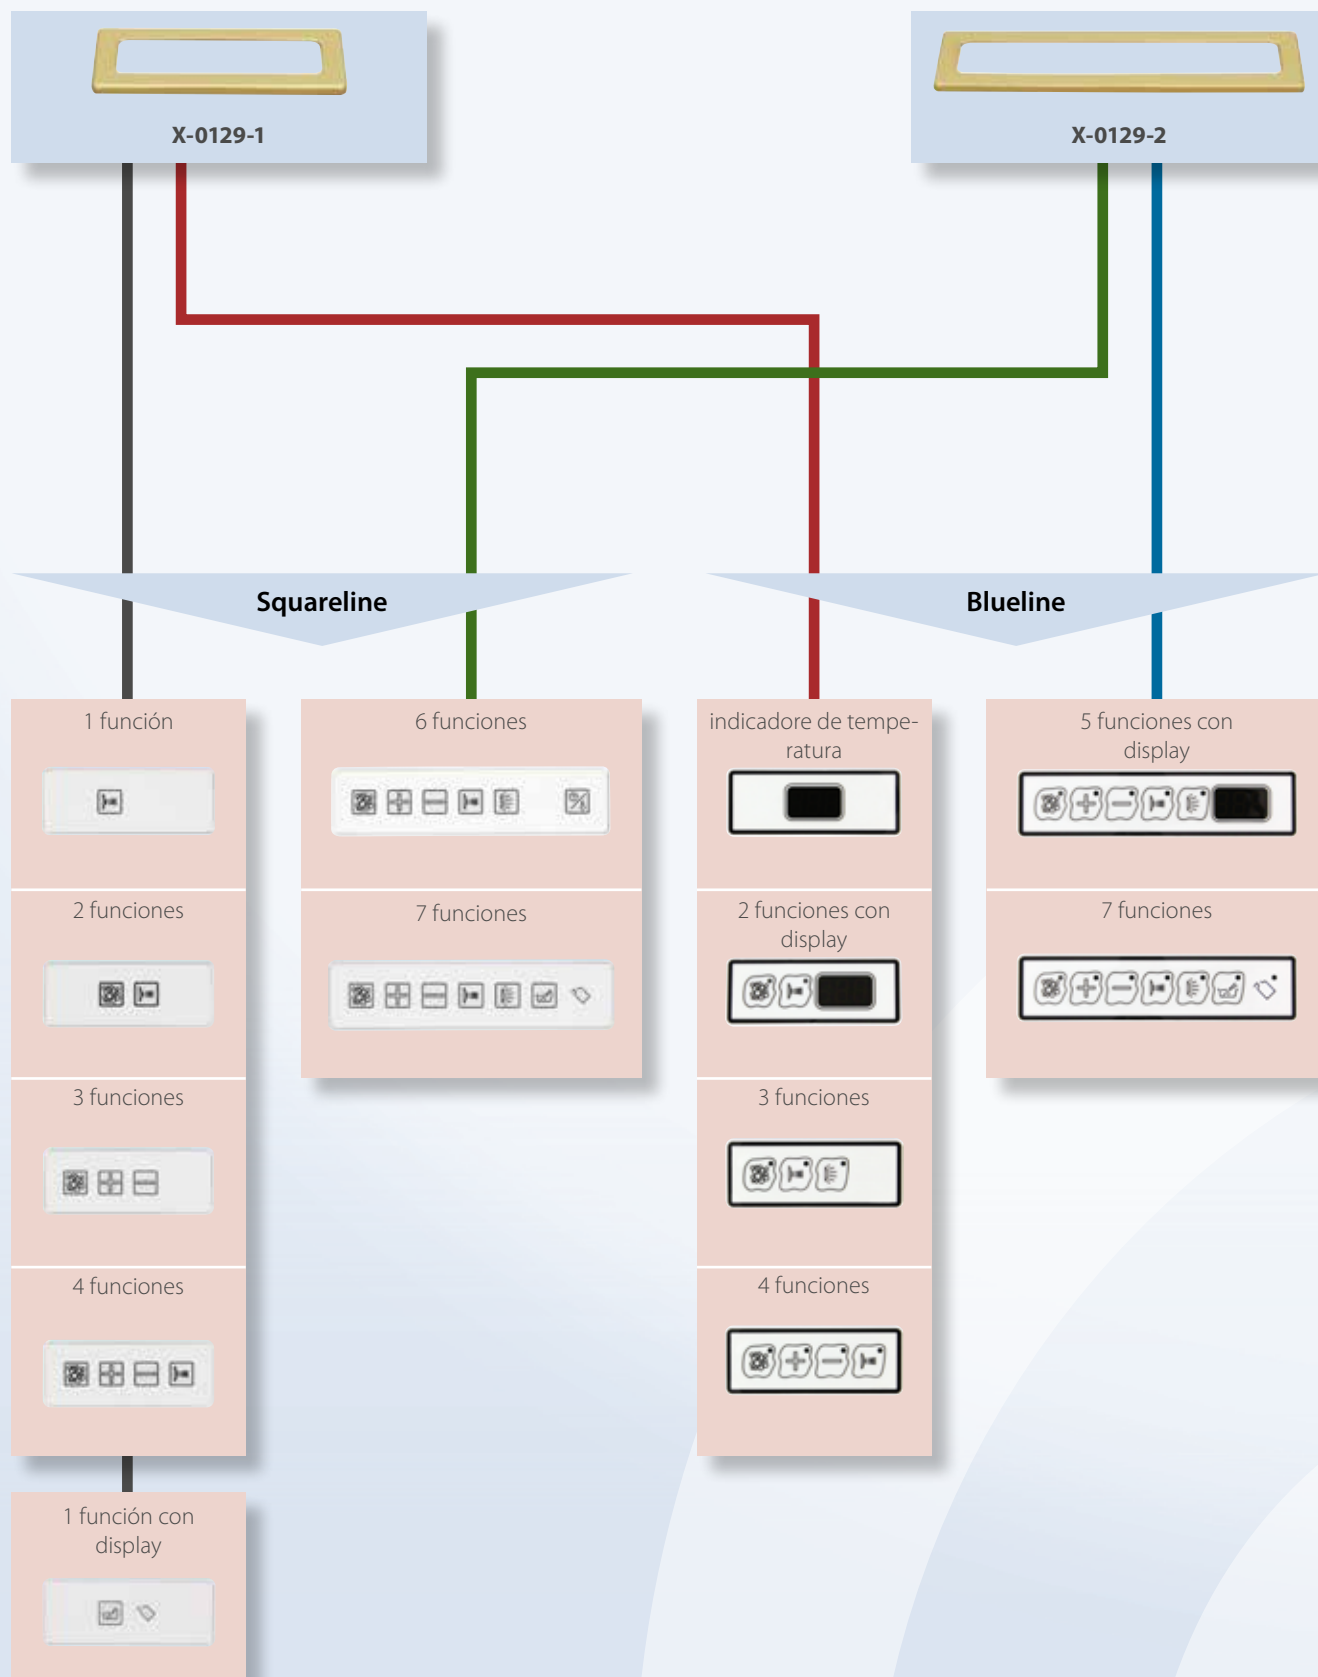 X-0129-1
X-0129-2
Squareline
Blueline
1 función
2 funciones
3 funciones
4 funciones
1 función con
display
6 funciones
7 funciones
indicadore de tempe-
ratura
2 funciones con
display
3 funciones
4 funciones
5 funciones con
display
7 funciones